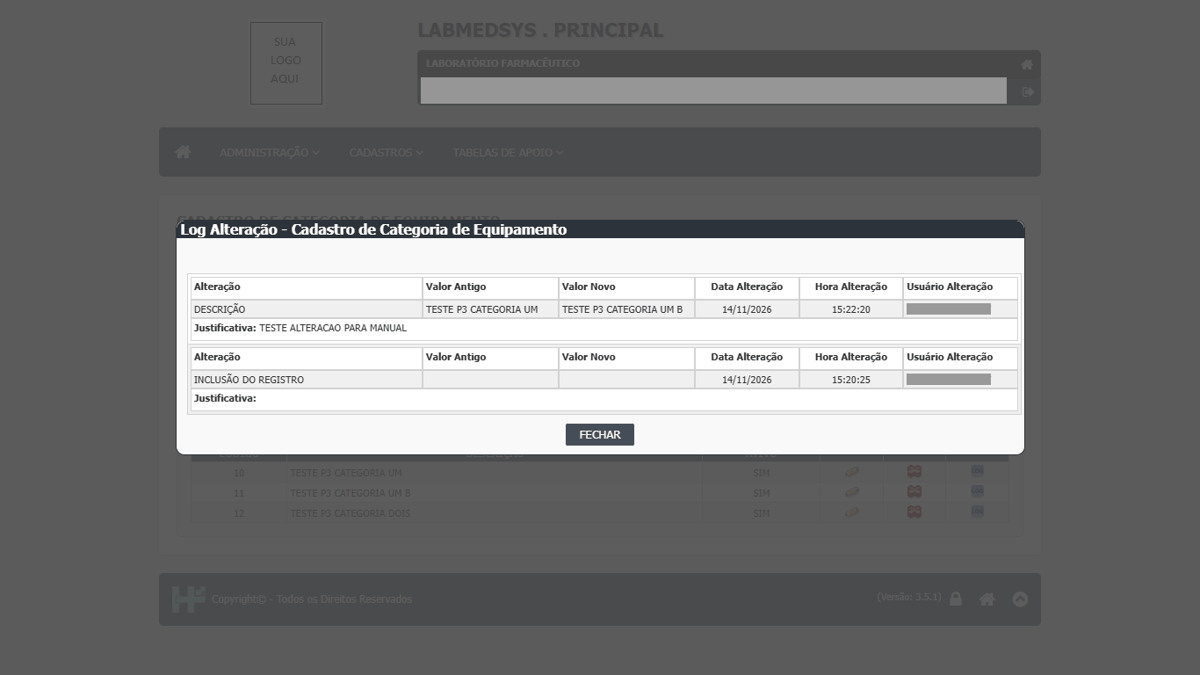 SUA
LOGO
AQUI
LABMEDSYS . PRINCIPAL
LABORATÓRIO FARMACÊUTICO
ADMINISTRAÇÃO CADASTROS TABELAS DE APOIO
CADASTRO DE CATEGORIA DE EQUIPAMENTO
Log Alteração - Cadastro de Categoria de Equipamento
Alteração Valor Antigo Valor Novo Data Alteração Hora Alteração Usuário Alteração
DESCRIÇÃO TESTE P3 CATEGORIA UM TESTE P3 CATEGORIA UM B 14/11/2026 15:22:20
Justificativa: TESTE ALTERACAO PARA MANUAL
Alteração Valor Antigo Valor Novo Data Alteração Hora Alteração Usuário Alteração
INCLUSÃO DO REGISTRO 14/11/2026 15:20:25
Justificativa:
FECHAR
10 TESTE P3 CATEGORIA UM SIM
11 TESTE P3 CATEGORIA UM B SIM
12 TESTE P3 CATEGORIA DOIS SIM
Copyright© - Todos os Direitos Reservados
(Versão: 3.5.1)